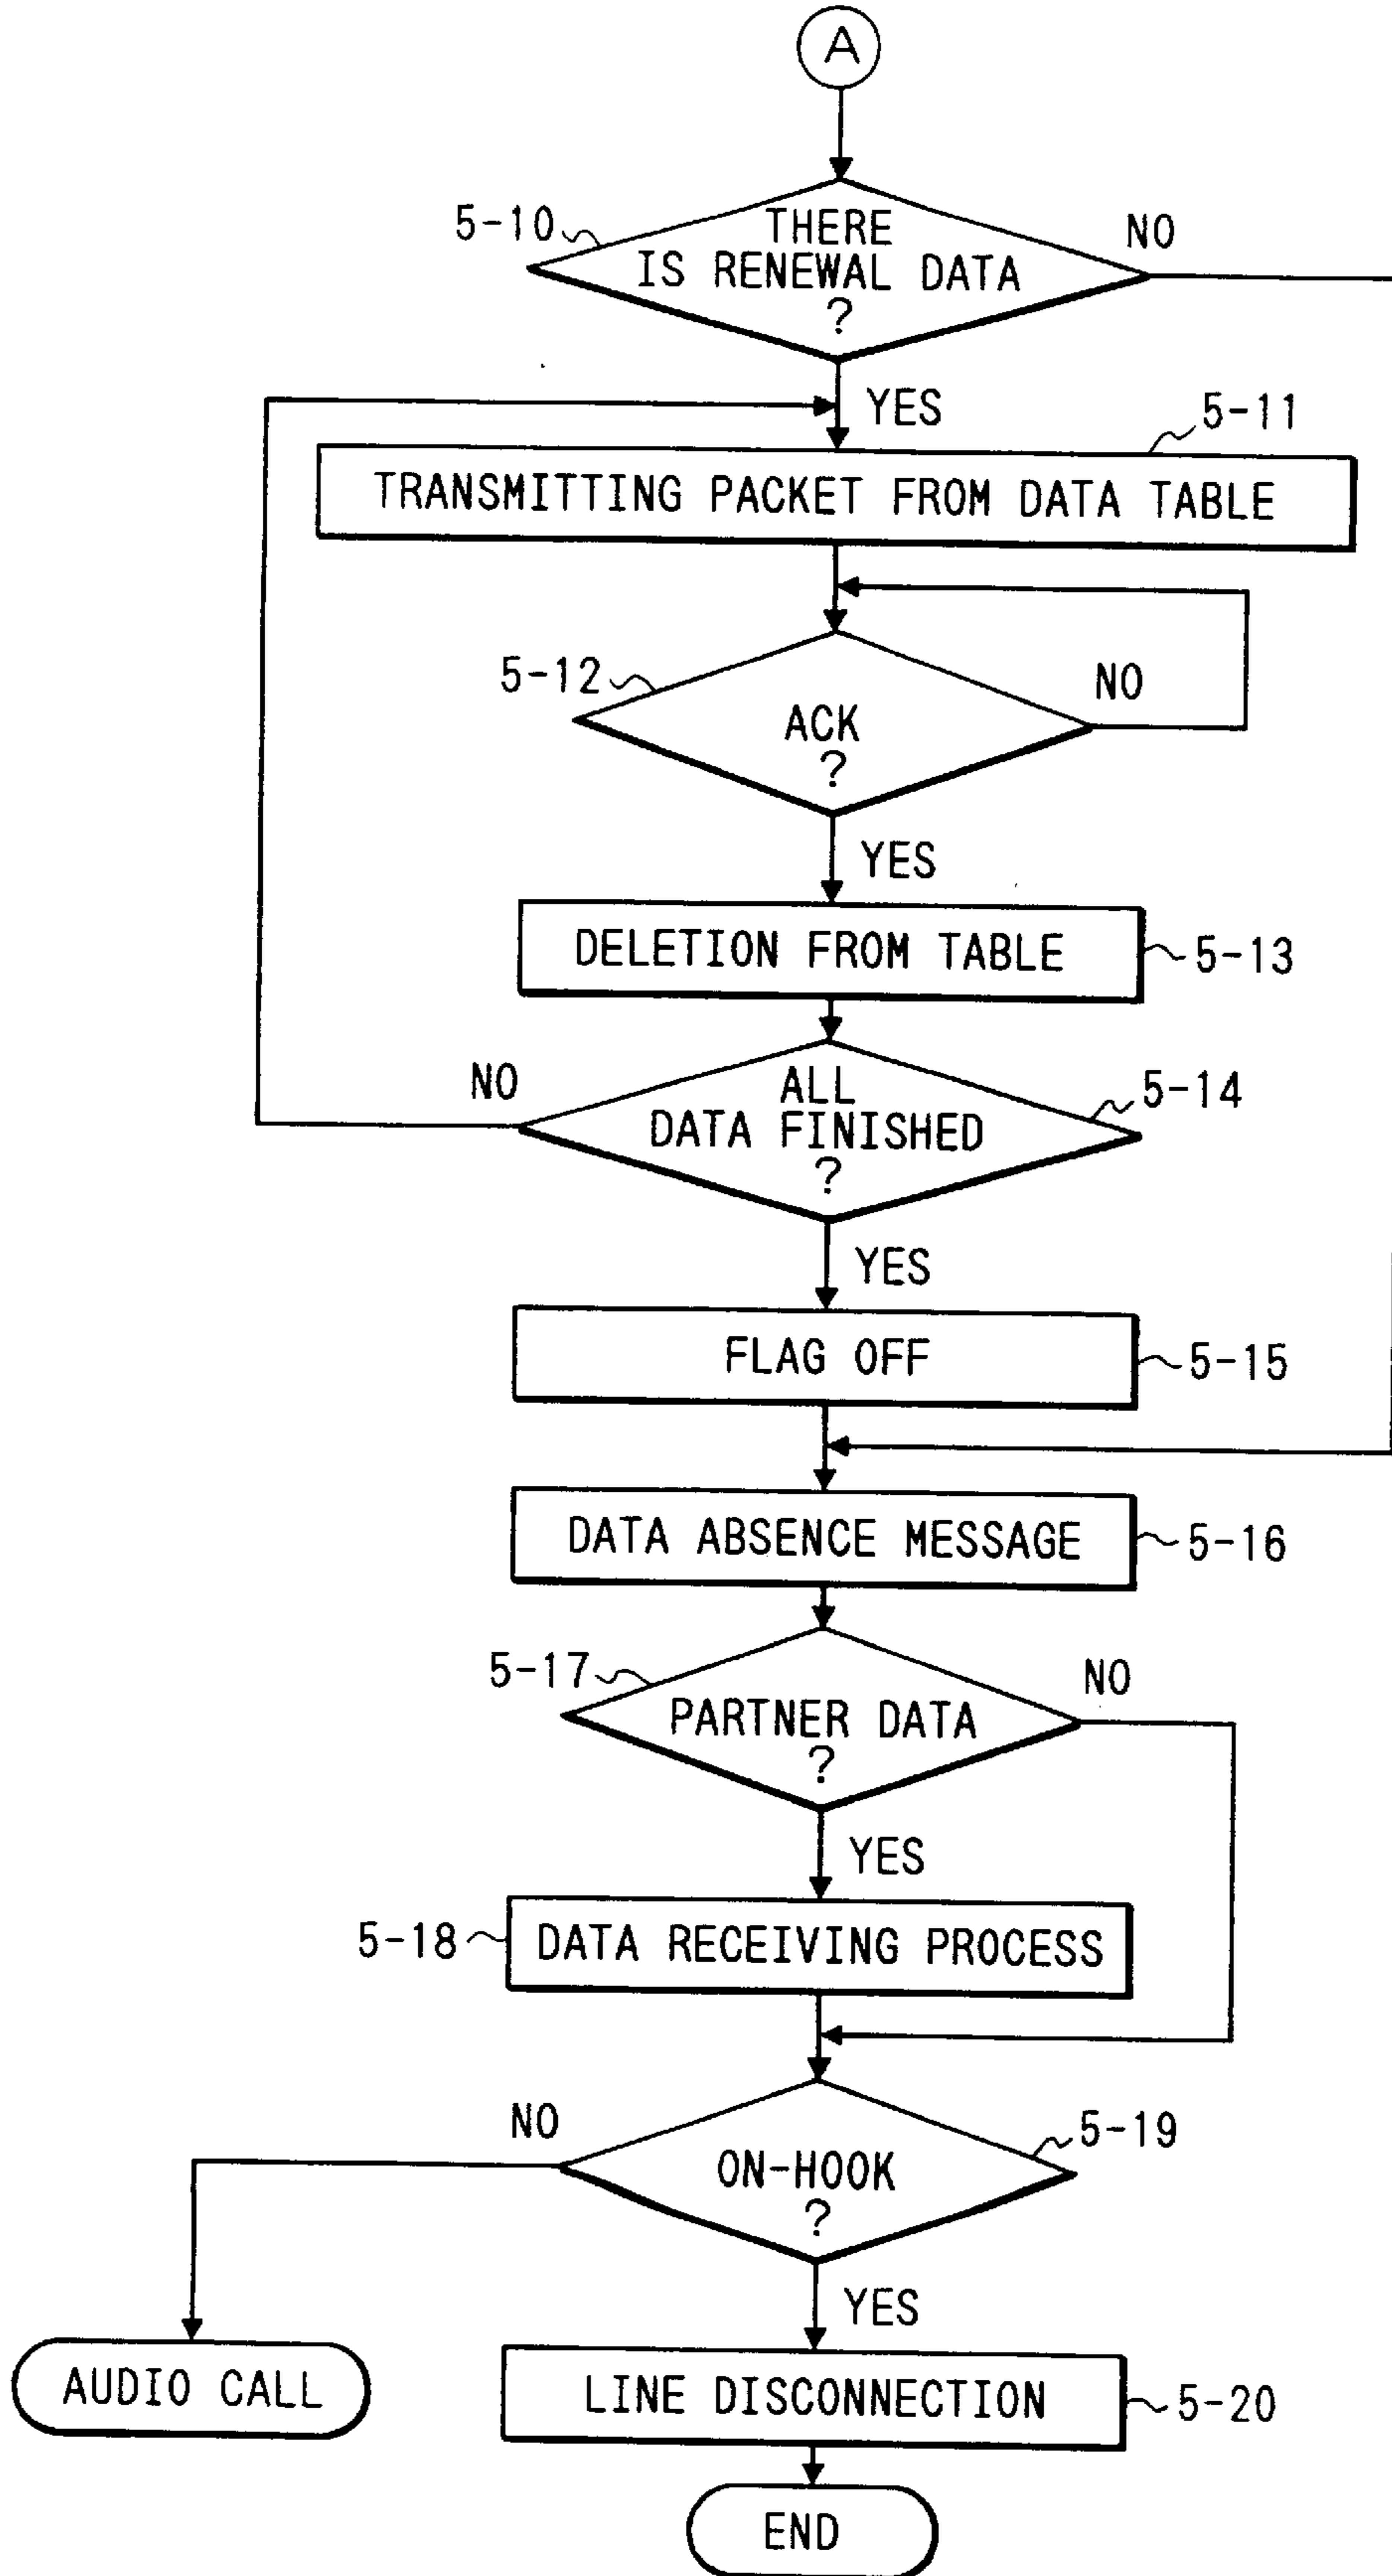 A
5-10
THERE
IS RENEWAL DATA
?
NO
YES
5-11
TRANSMITTING PACKET FROM DATA TABLE
5-12
ACK
?
NO
YES
DELETION FROM TABLE
5-13
NO
ALL
DATA FINISHED
?
5-14
YES
FLAG OFF
5-15
DATA ABSENCE MESSAGE
5-16
5-17
PARTNER DATA
?
NO
YES
5-18
DATA RECEIVING PROCESS
NO
ON-HOOK
?
5-19
YES
AUDIO CALL
LINE DISCONNECTION
5-20
END